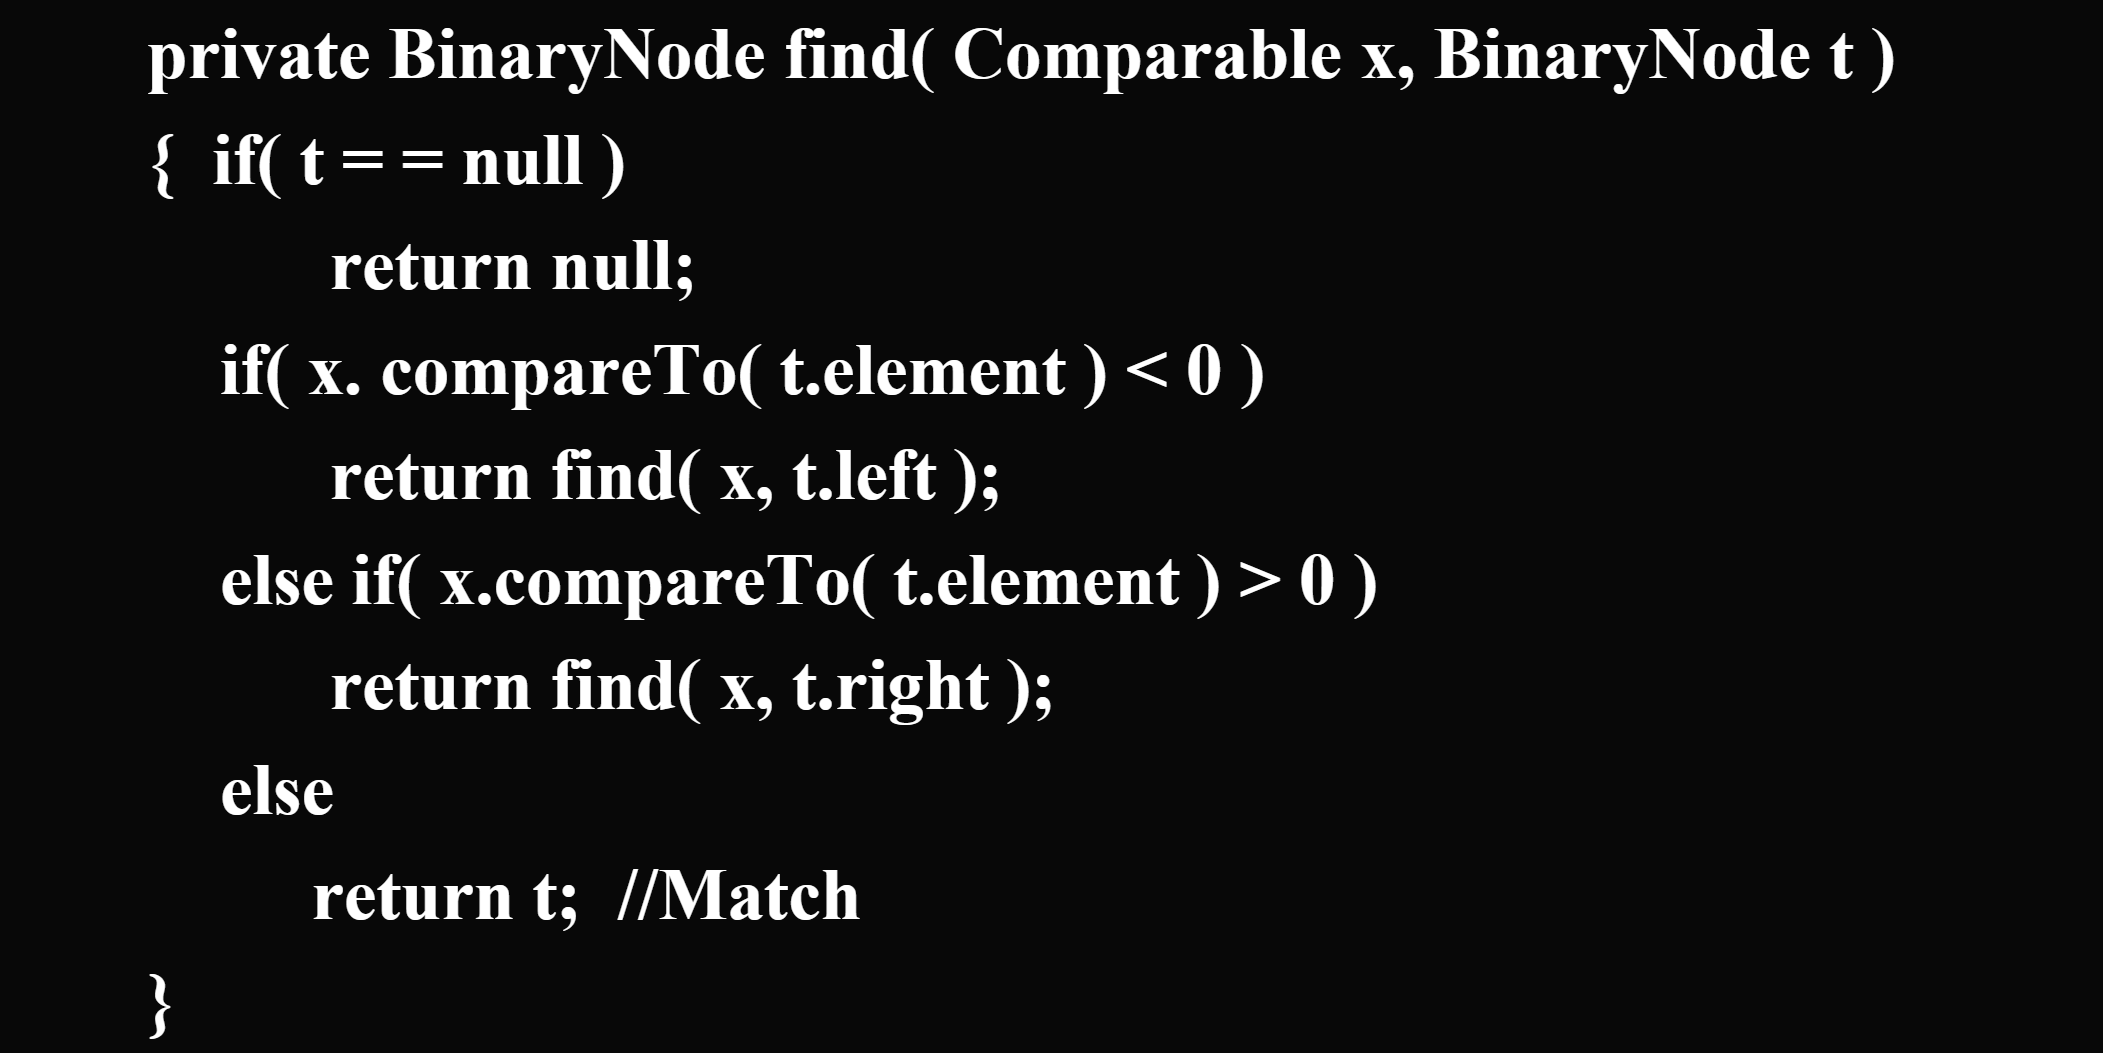 private BinaryNode find( Comparable x, BinaryNode t )
{ if( t = = null )
return null;
if( x. compareTo( t.element ) < 0 )
return find( x, t.left );
else if( x.compareTo( t.element ) > 0 )
return find( x, t.right );
else
return t; //Match
}